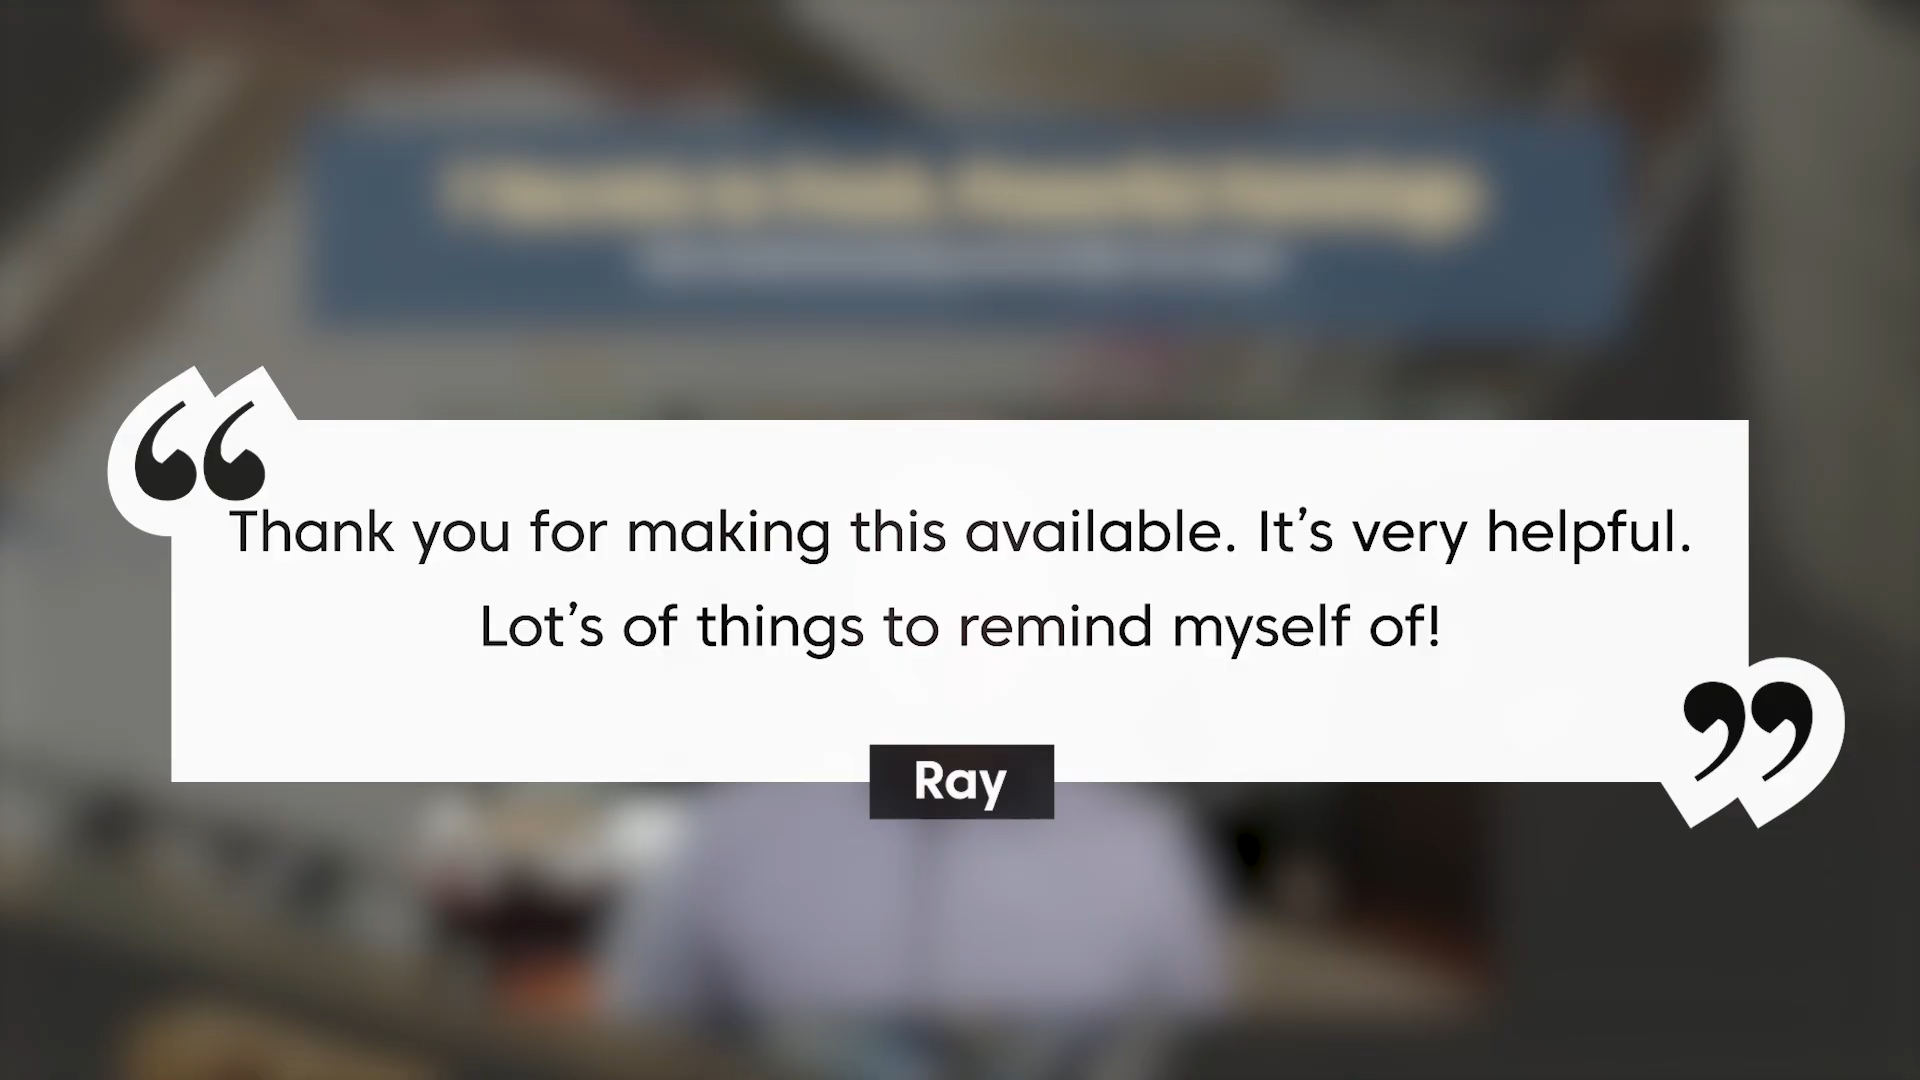 Thank you for making this available. It’s very helpful.
Lot’s of things to remind myself of!
Ray